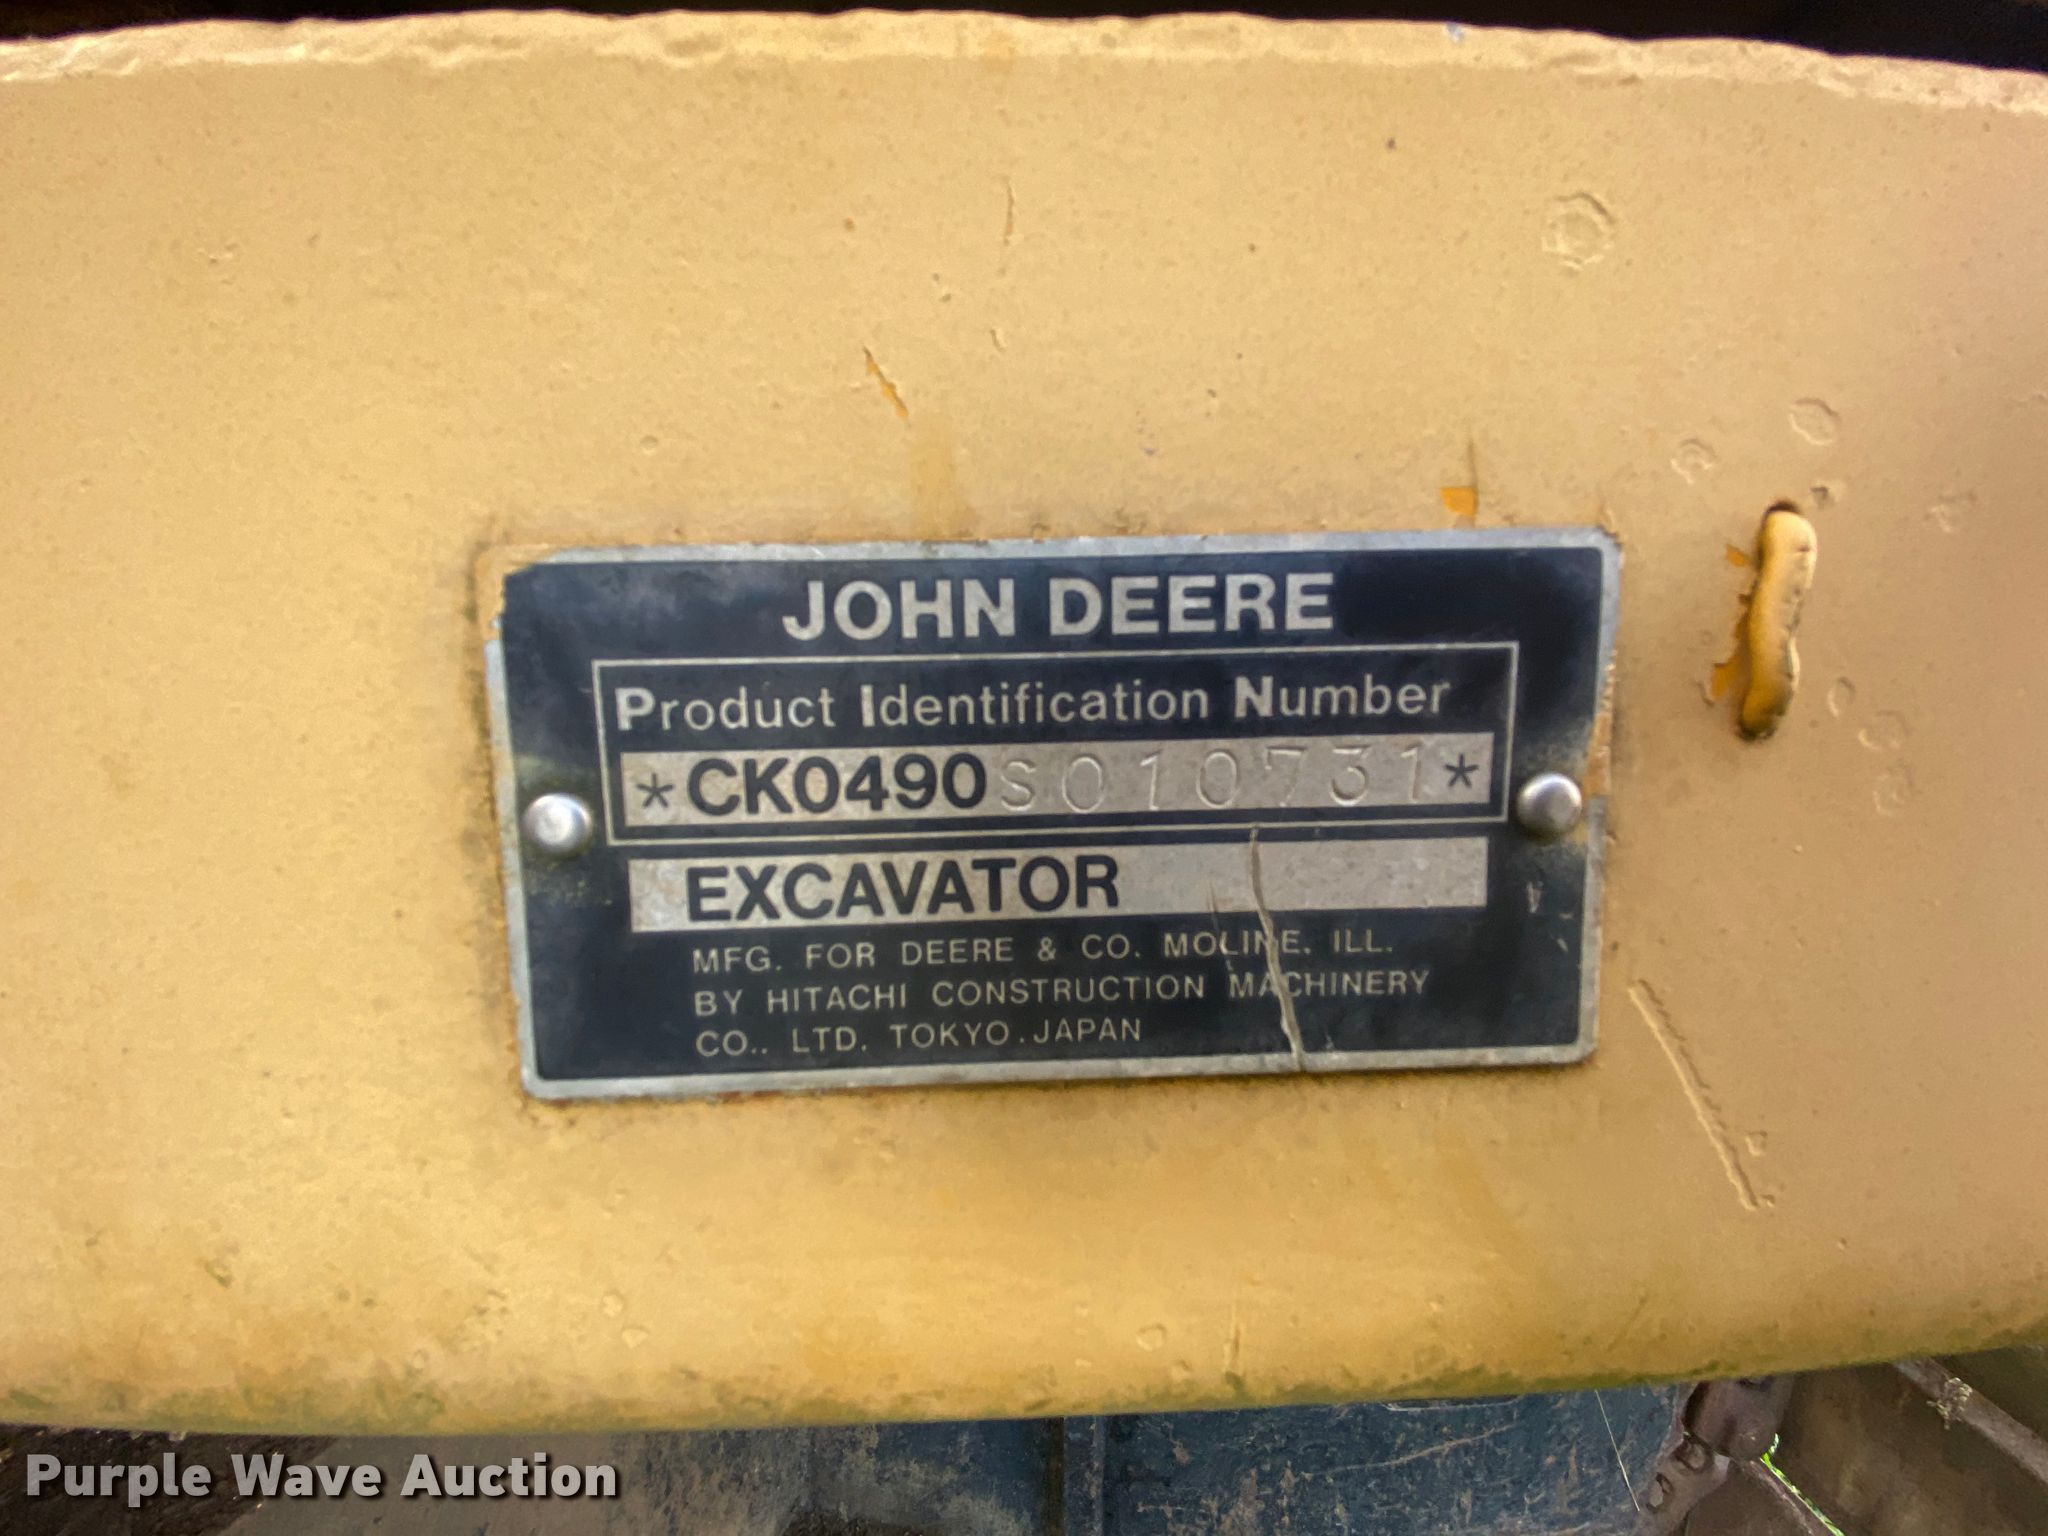 JOHN DEERE
Product Identification Number
*CK0490S010731*
EXCAVATOR
MFG. FOR DEERE & CO. MOLINE. ILL.
BY HITACHI CONSTRUCTION MACHINERY
CO.. LTD. TOKYO.JAPAN
Purple Wave Auction